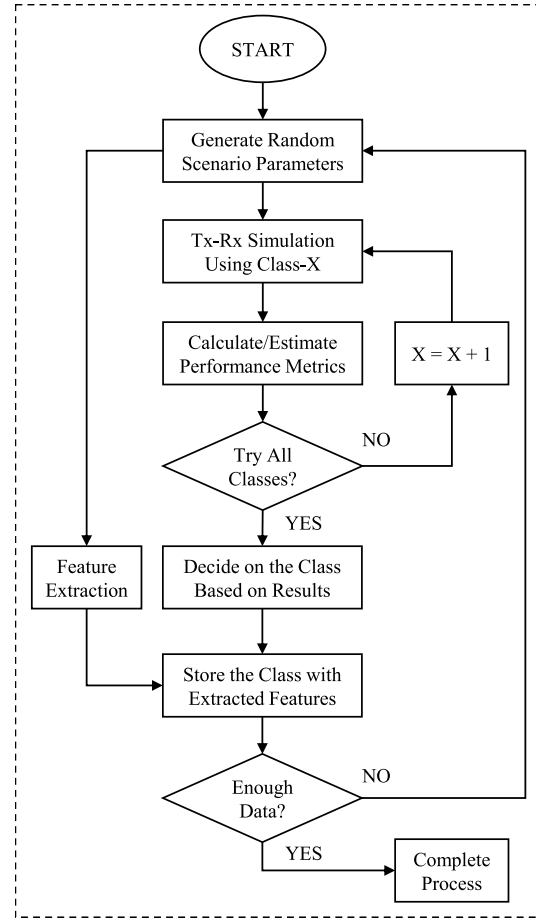 START
Generate Random
Scenario Parameters
Tx-Rx Simulation
Using Class-X
Calculate/Estimate
Performance Metrics
X = X + 1
NO
Try All
Classes?
YES
Feature
Extraction
Decide on the Class
Based on Results
Store the Class with
Extracted Features
NO
Enough
Data?
YES
Complete
Process